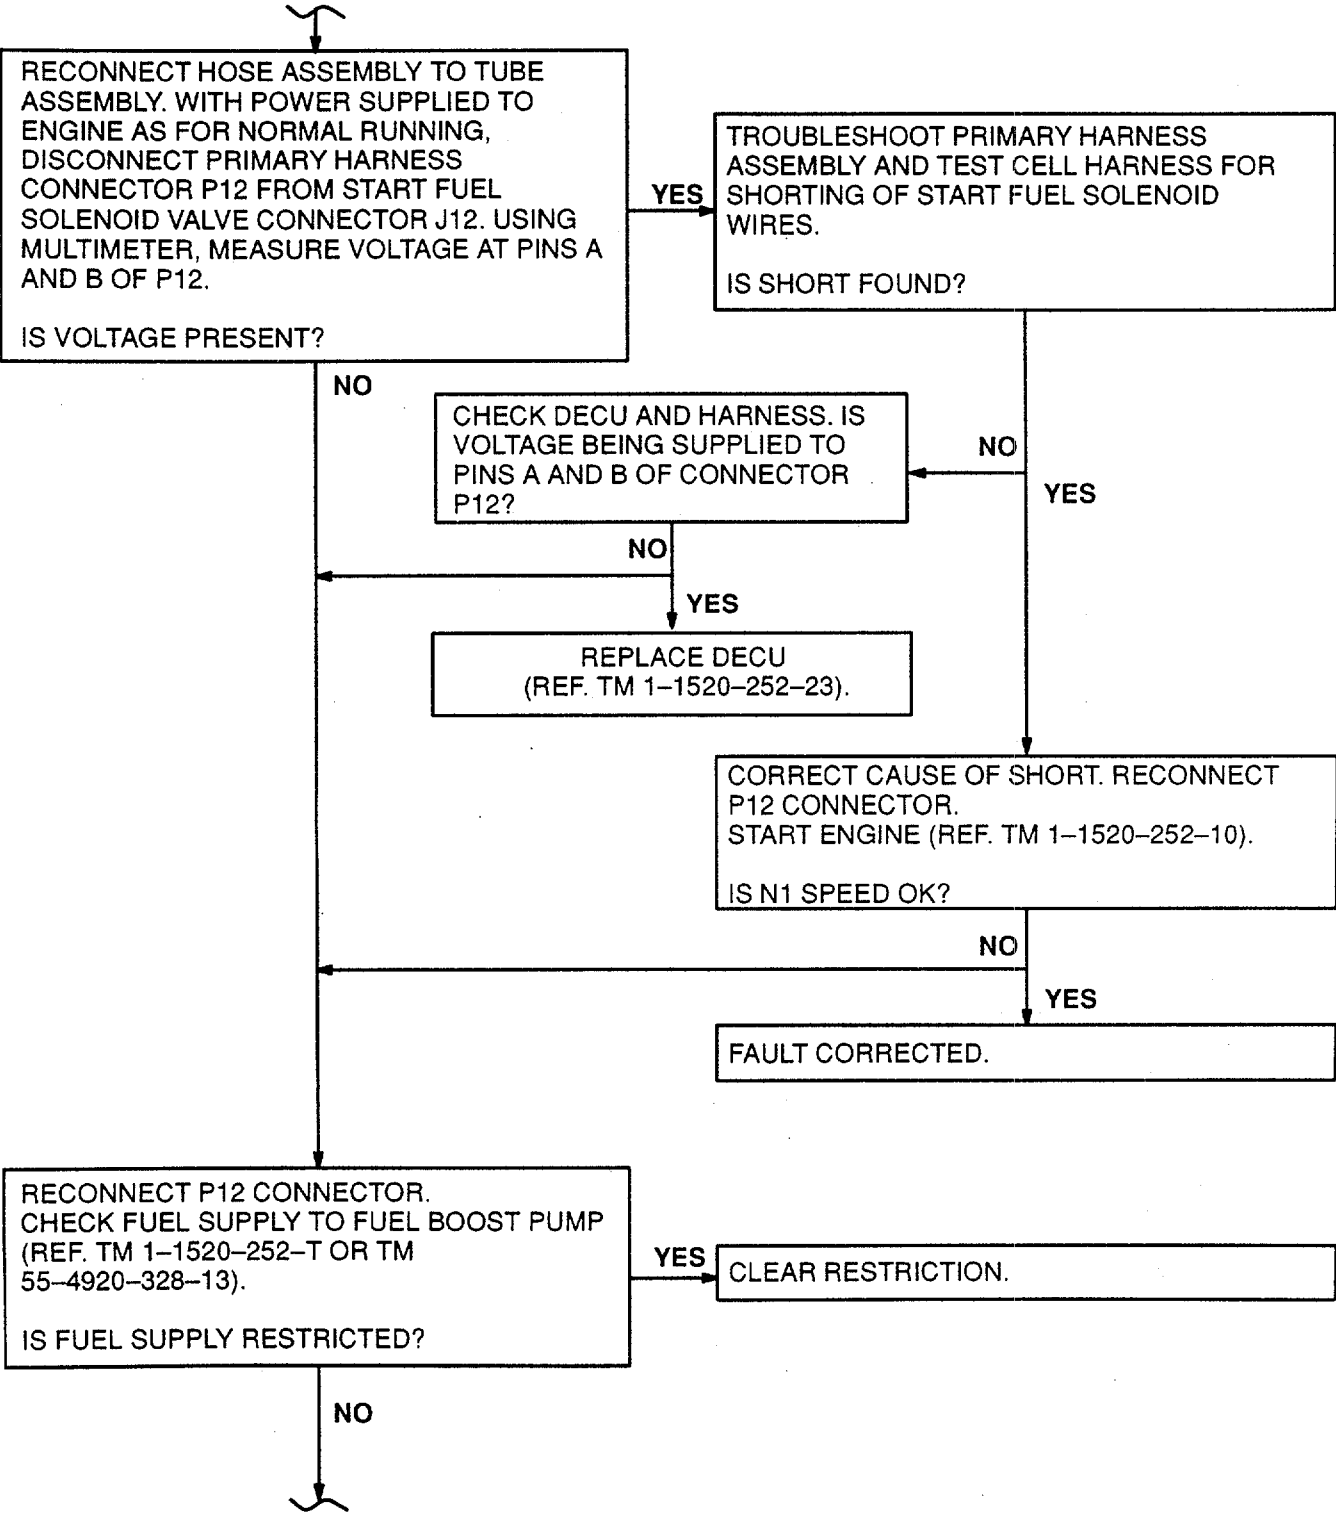 RECONNECT HOSE ASSEMBLY TO TUBE
ASSEMBLY. WITH POWER SUPPLIED TO
ENGINE AS FOR NORMAL RUNNING,
DISCONNECT PRIMARY HARNESS
CONNECTOR P12 FROM START FUEL
SOLENOID VALVE CONNECTOR J12. USING
MULTIMETER, MEASURE VOLTAGE AT PINS A
AND B OF P12.
IS VOLTAGE PRESENT?
YES
TROUBLESHOOT PRIMARY HARNESS
ASSEMBLY AND TEST CELL HARNESS FOR
SHORTING OF START FUEL SOLENOID
WIRES.
IS SHORT FOUND?
NO
CHECK DECU AND HARNESS. IS
VOLTAGE BEING SUPPLIED TO
PINS A AND B OF CONNECTOR
P12?
NO
YES
NO
YES
REPLACE DECU
(REF. TM 1–1520–252–23).
CORRECT CAUSE OF SHORT. RECONNECT
P12 CONNECTOR.
START ENGINE (REF. TM 1–1520–252–10).
IS N1 SPEED OK?
NO
YES
FAULT CORRECTED.
RECONNECT P12 CONNECTOR.
CHECK FUEL SUPPLY TO FUEL BOOST PUMP
(REF. TM 1–1520–252–T OR TM
55–4920–328–13).
IS FUEL SUPPLY RESTRICTED?
YES
CLEAR RESTRICTION.
NO